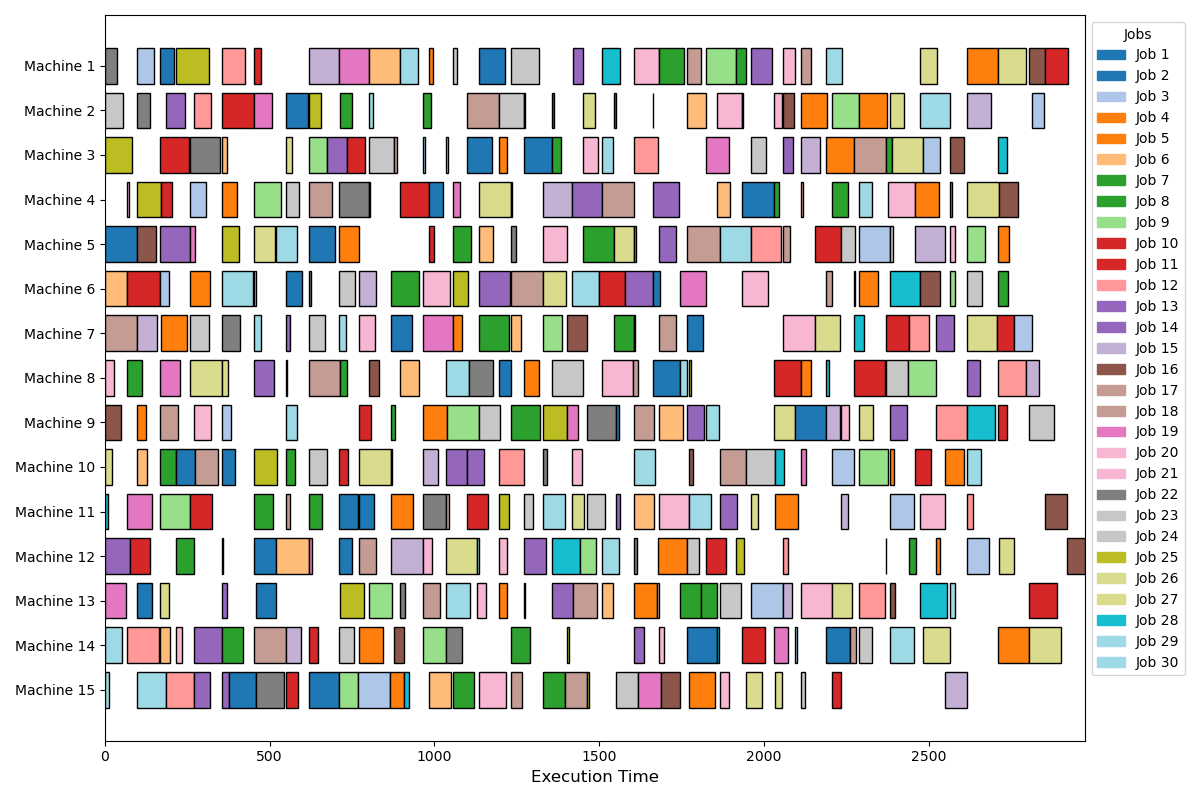 Machine 1
Machine 2
Machine 3
Machine 4
Machine 5
Machine 6
Machine 7
Machine 8
Machine 9
Machine 10
Machine 11
Machine 12
Machine 13
Machine 14
Machine 15
0 500 1000 1500 2000 2500
Execution Time
Jobs
Job 1
Job 2
Job 3
Job 4
Job 5
Job 6
Job 7
Job 8
Job 9
Job 10
Job 11
Job 12
Job 13
Job 14
Job 15
Job 16
Job 17
Job 18
Job 19
Job 20
Job 21
Job 22
Job 23
Job 24
Job 25
Job 26
Job 27
Job 28
Job 29
Job 30